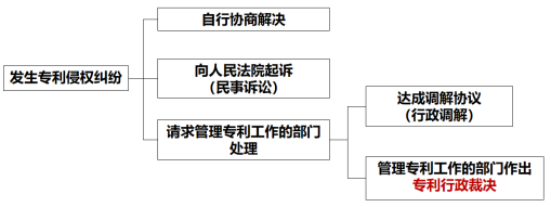 自行协商解决
发生专利侵权纠纷
向人民法院起诉
（民事诉讼）
请求管理专利工作的部门
处理
达成调解协议
（行政调解）
管理专利工作的部门作出
专利行政裁决